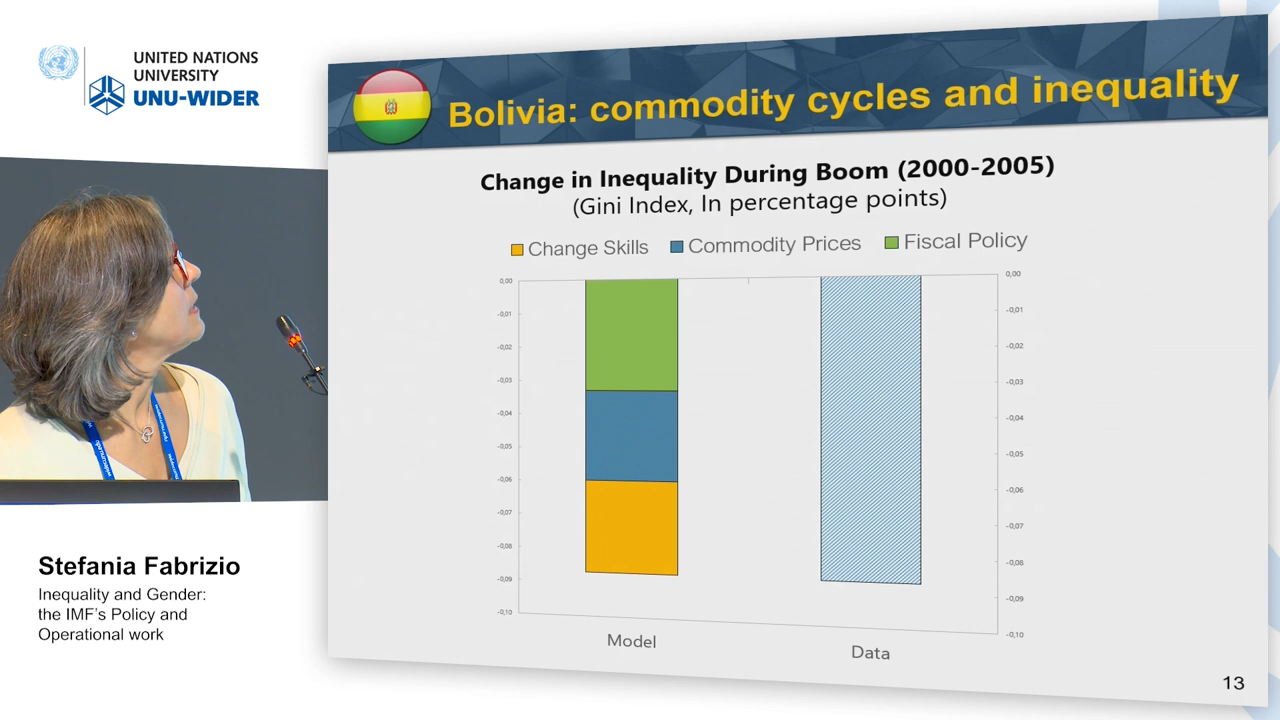 UNITED NATIONS
UNIVERSITY
UNU-WIDER
Bolivia: commodity cycles and inequality
Change in Inequality During Boom (2000-2005)
(Gini Index, In percentage points)
Change Skills Commodity Prices Fiscal Policy
0,00
-0,01
-0,02
-0,03
-0,04
-0,05
-0,06
-0,07
-0,08
-0,09
-0,10
0,00
-0,01
-0,02
-0,03
-0,04
-0,05
-0,06
-0,07
-0,08
-0,09
-0,10
Model
Data
13
Stefania Fabrizio
Inequality and Gender:
the IMF's Policy and
Operational work